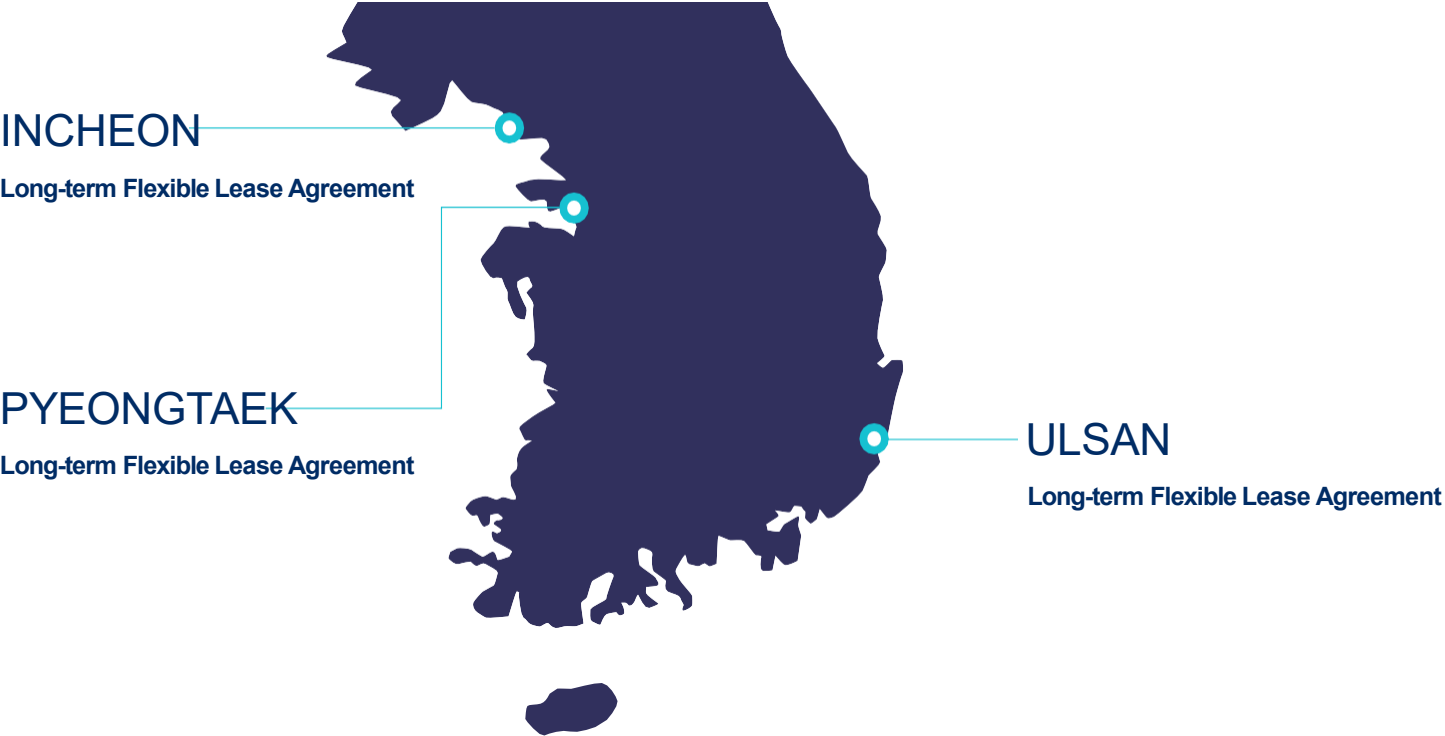 INCHEON
Long-term Flexible Lease Agreement
PYEONGTAEK
Long-term Flexible Lease Agreement
ULSAN
Long-term Flexible Lease Agreement